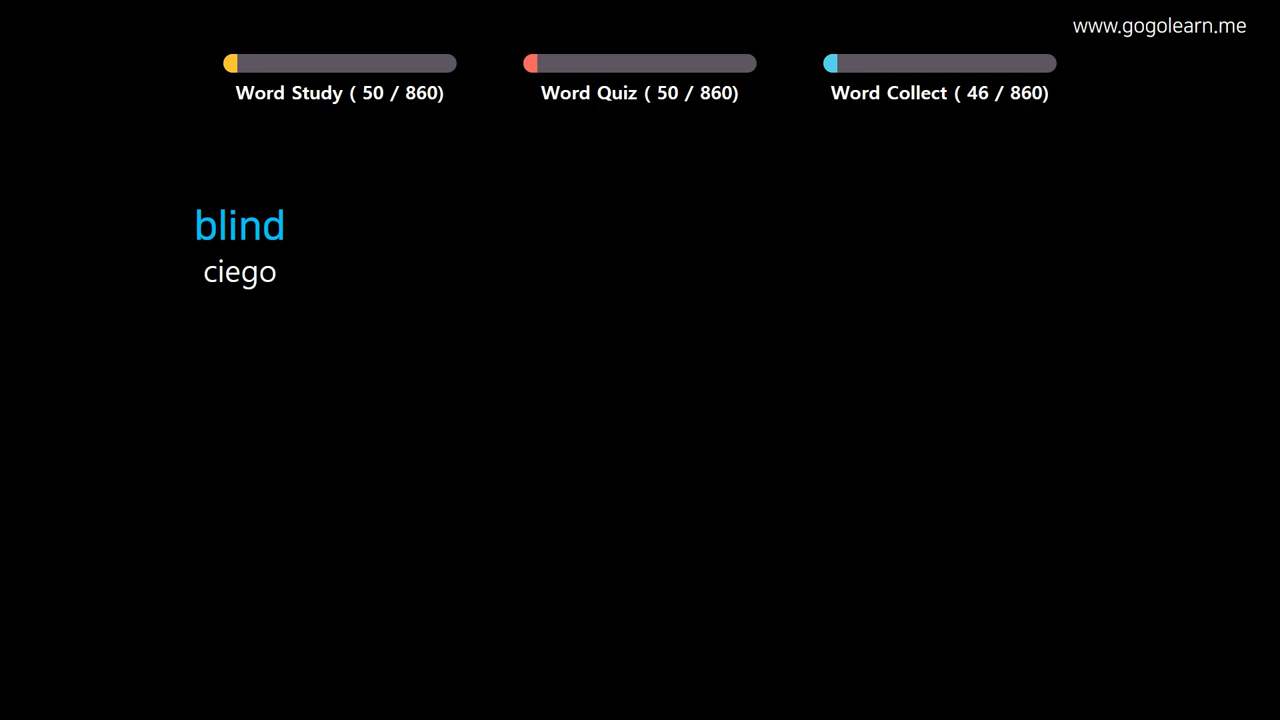 www.gogolearn.me
Word Study ( 50 / 860)
Word Quiz ( 50 / 860)
Word Collect ( 46 / 860)
blind
ciego